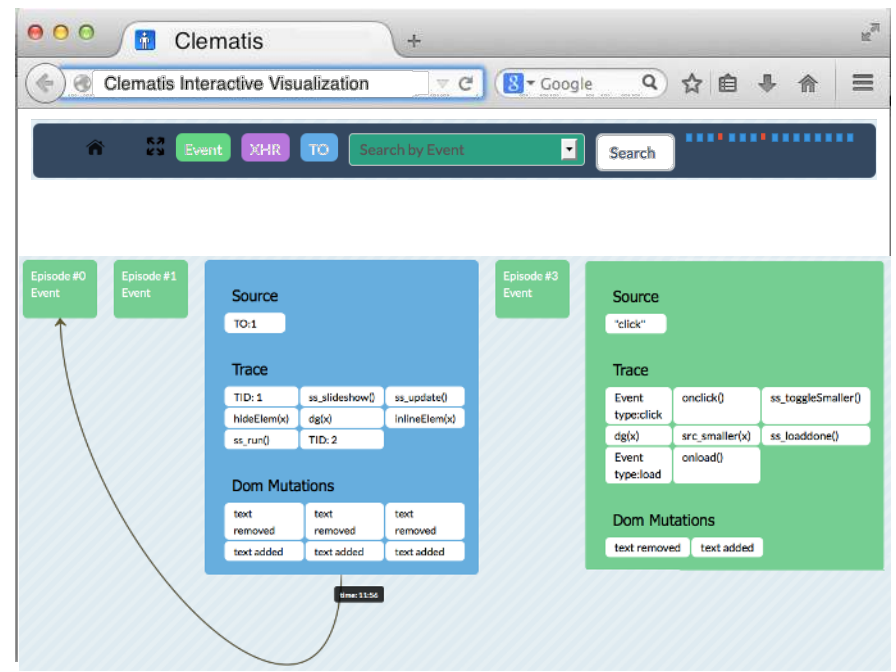 Clematis
Clematis Interactive Visualization
8 Google
Event XHR TO Search by Event Search
Episode #0
Event
Episode #1
Event
Source
TO:1
Trace
TID: 1 ss_slideshow() ss_update()
hideElem(x) dg(x) inlineElem(x)
ss_run() TID: 2
Dom Mutations
text removed text removed text removed
text added text added text added
time: 11:56
Episode #3
Event
Source
"click"
Trace
Event type:click onclick() ss_toggleSmaller()
dg(x) src_smaller(x) ss_loaddone()
Event type:load onload()
Dom Mutations
text removed text added